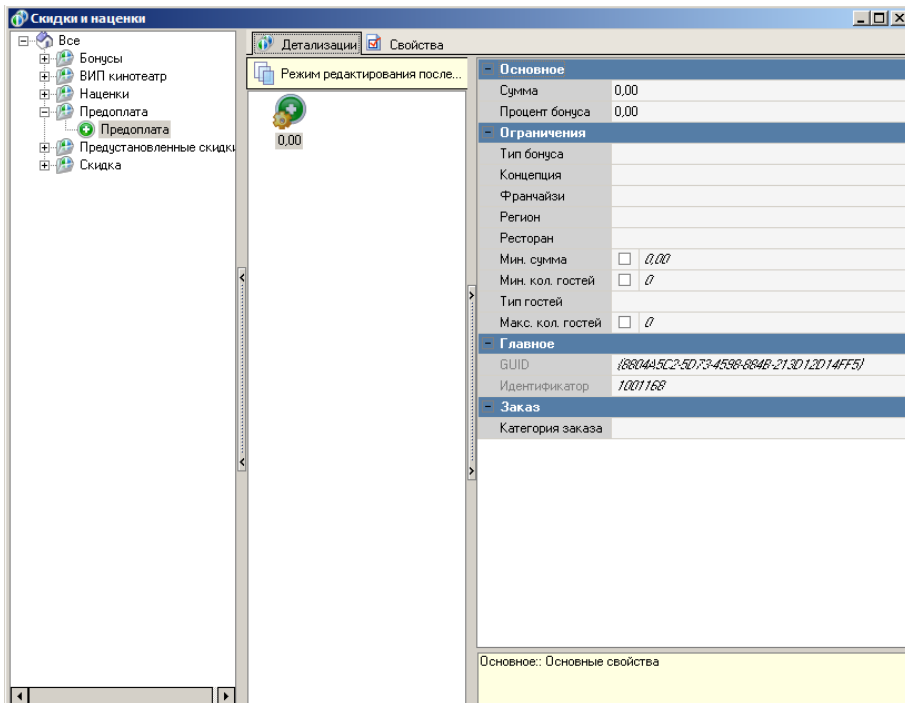 Скидки и наценки
Все
Бонусы
ВИП кинотеатр
Наценки
Предоплата
Предоплата
Предустановленные скидки
Скидка
Детализации
Свойства
Режим редактирования после...
0,00
Основное
Сумма 0,00
Процент бонуса 0,00
Ограничения
Тип бонуса
Концепция
Франчайзи
Регион
Ресторан
Мин. сумма 0,00
Мин. кол. гостей 0
Тип гостей
Макс. кол. гостей 0
Главное
GUID {8804A5C2-5D73-4598-884B-213D12D14FF5}
Идентификатор 1001168
Заказ
Категория заказа
Основное:: Основные свойства